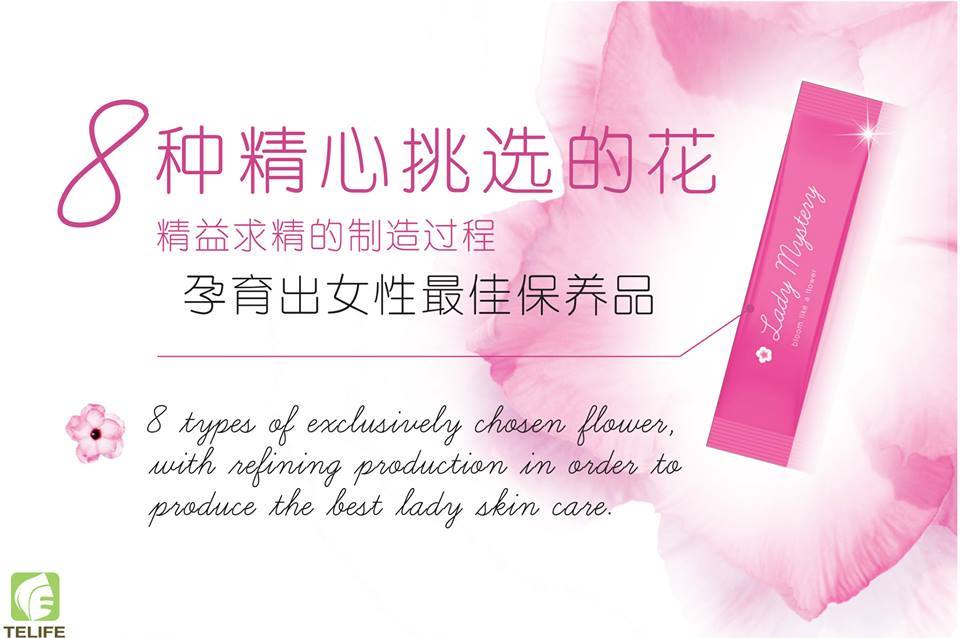 8种精心挑选的花
精益求精的制造过程
孕育出女性最佳保养品
Lady Mystery
bloom like a flower
8 types of exclusively chosen flower,
with refining production in order to
produce the best lady skin care.
TELIFE